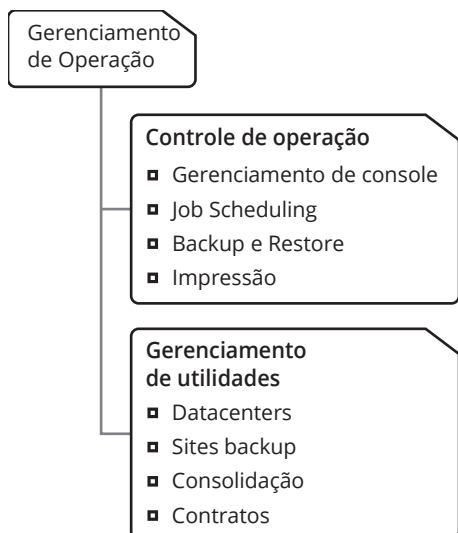 Gerenciamento
de Operação
Controle de operação
Gerenciamento de console
Job Scheduling
Backup e Restore
Impressão
Gerenciamento
de utilidades
Datacenters
Sites backup
Consolidação
Contratos